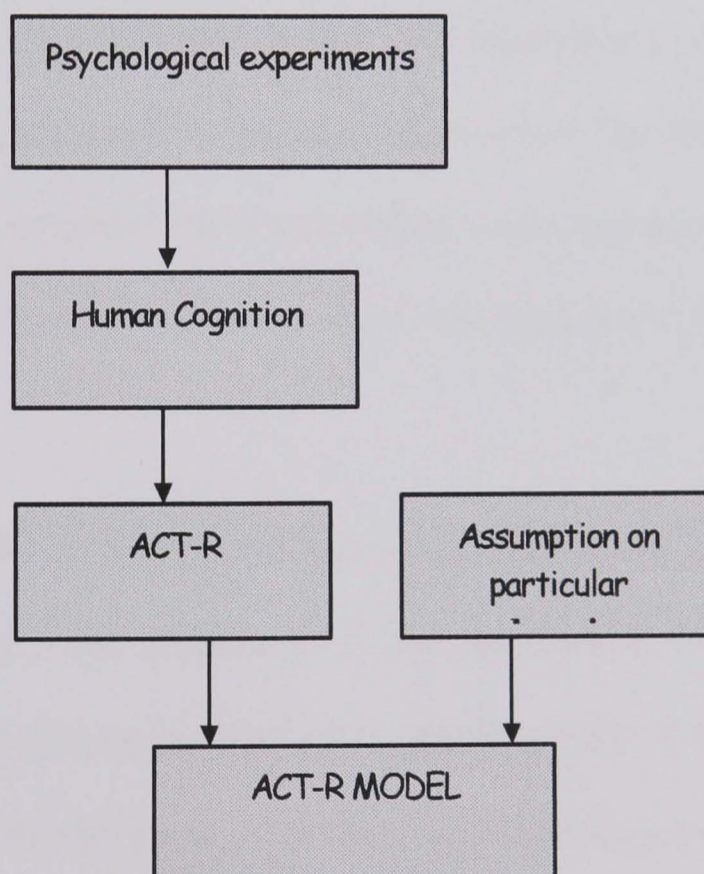 Psychological experiments
Human Cognition
ACT-R
Assumption on
particular
ACT-R MODEL